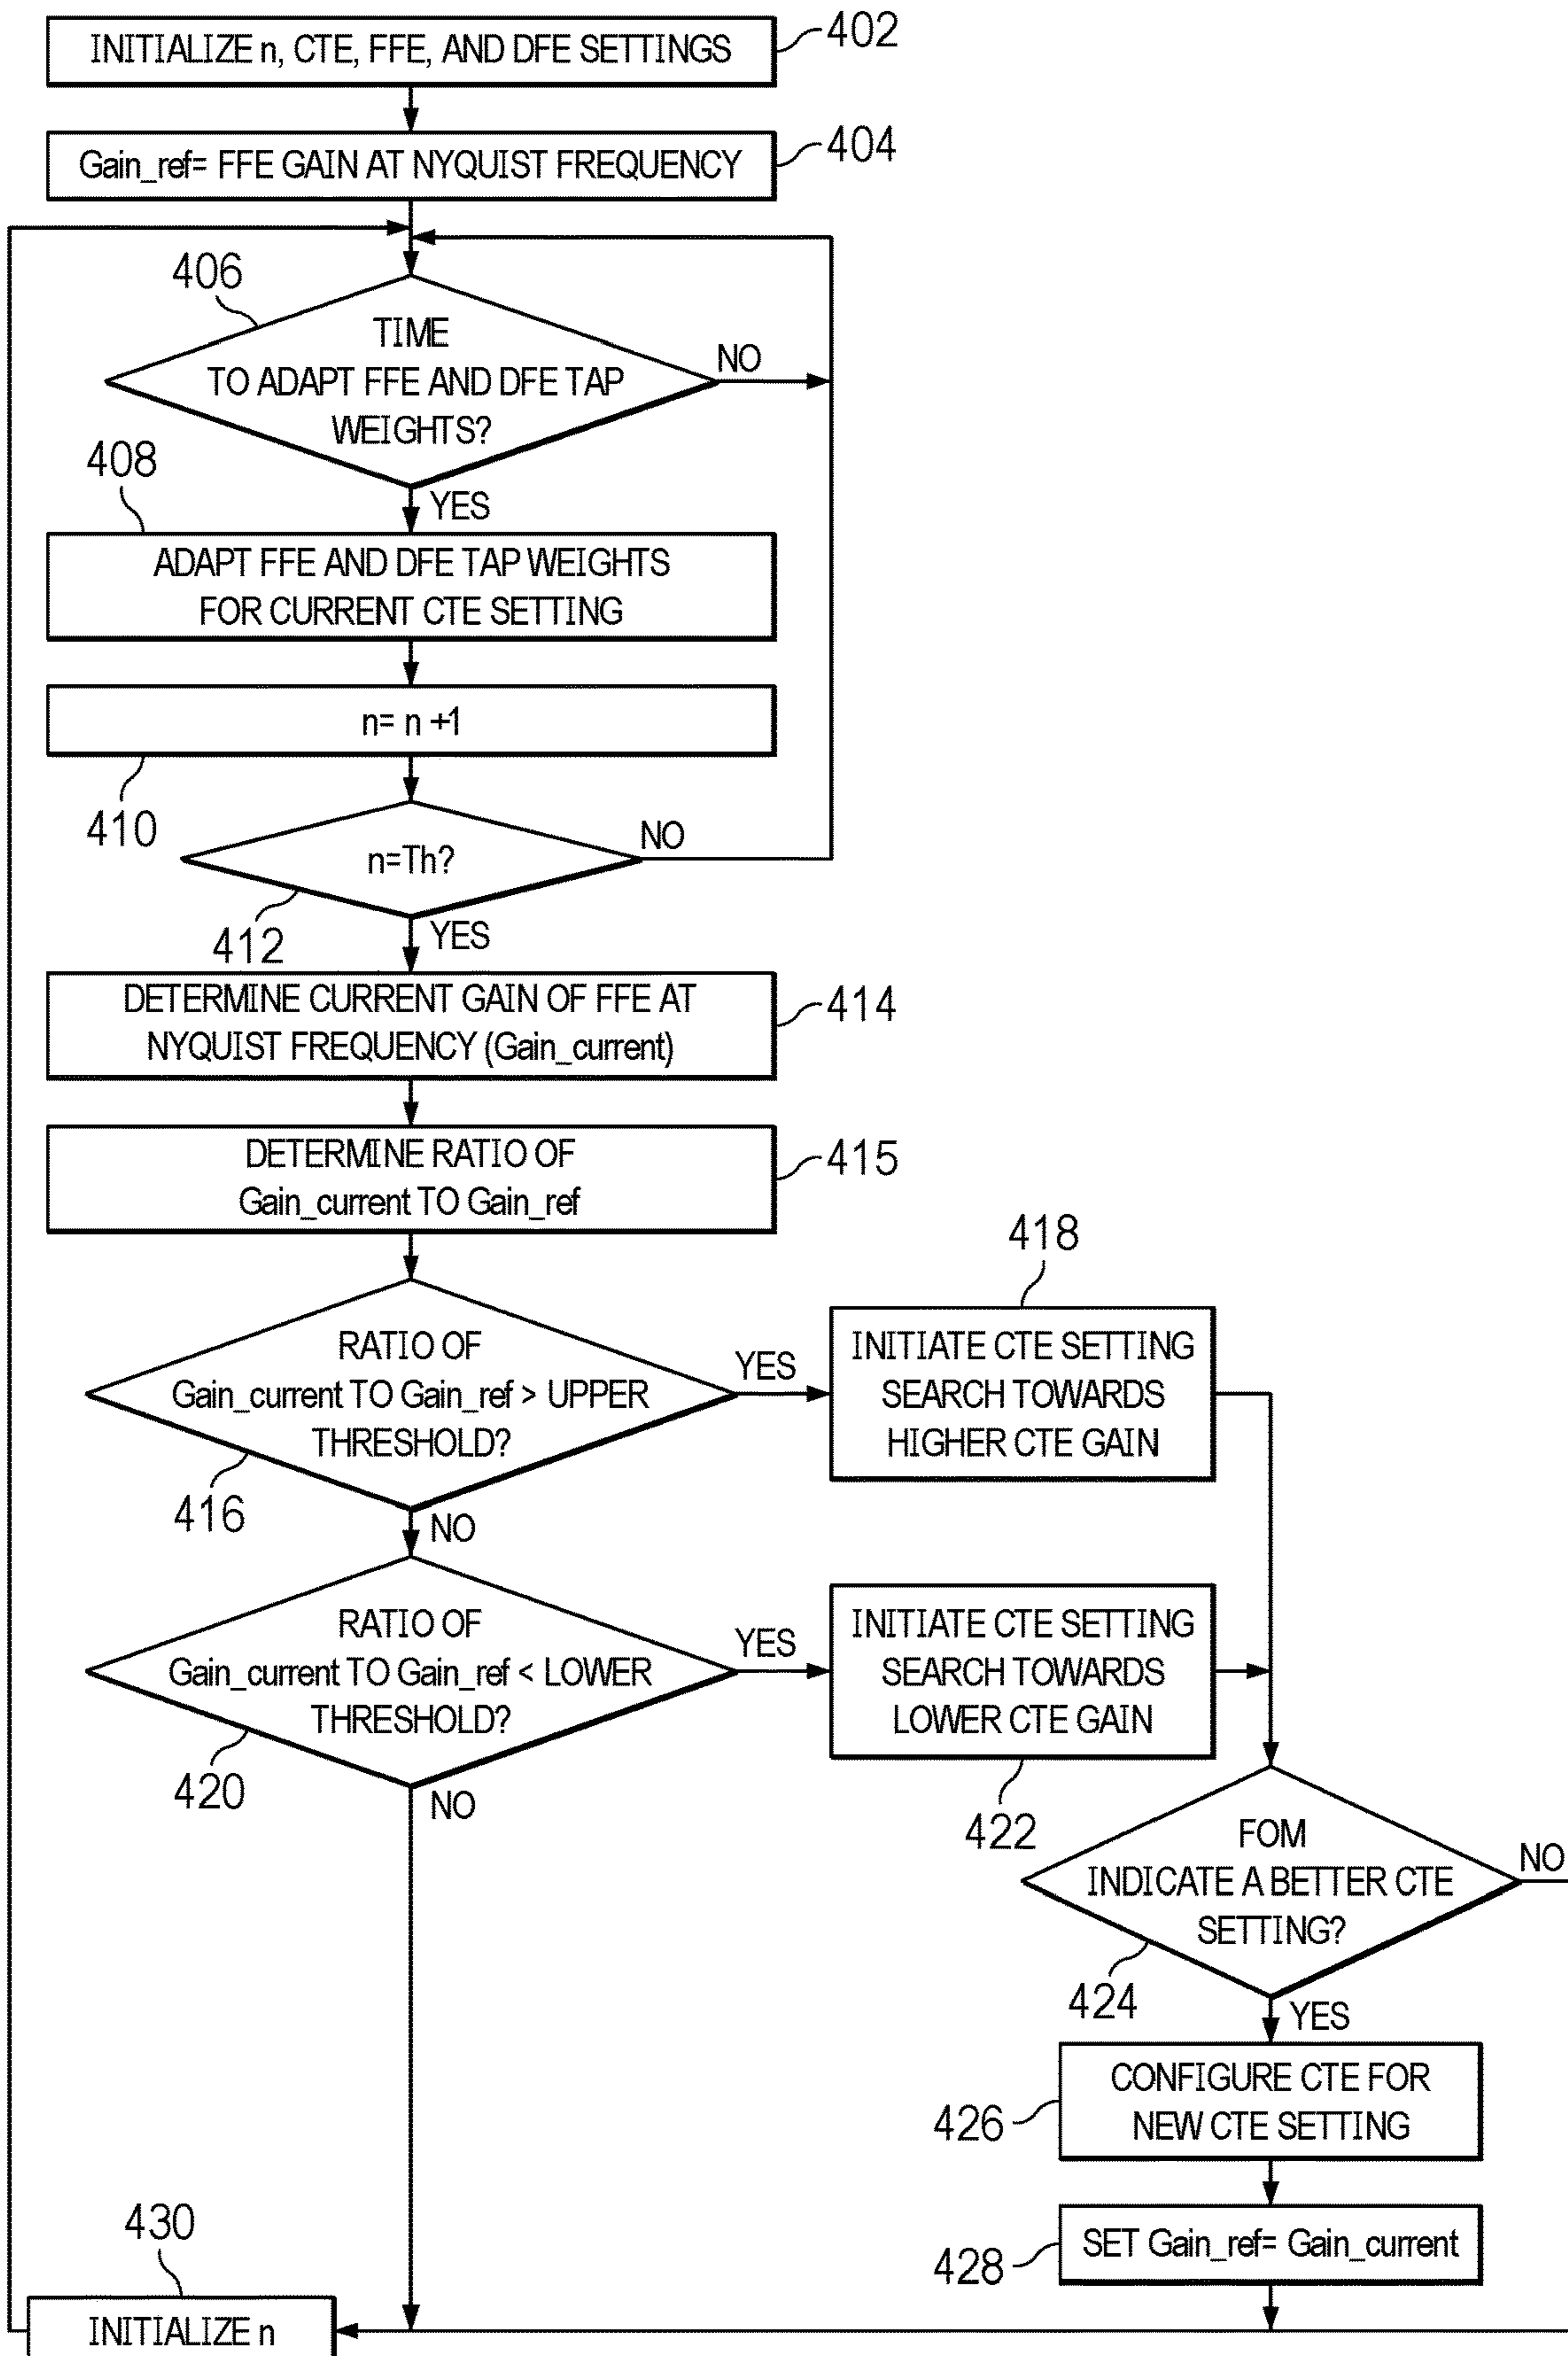 INITIALIZE n, CTE, FFE, AND DFE SETTINGS
402
Gain_ref= FFE GAIN AT NYQUIST FREQUENCY
404
406
TIME
TO ADAPT FFE AND DFE TAP
WEIGHTS?
NO
YES
408
ADAPT FFE AND DFE TAP WEIGHTS
FOR CURRENT CTE SETTING
n= n +1
410
n=Th?
NO
412
YES
DETERMINE CURRENT GAIN OF FFE AT
NYQUIST FREQUENCY (Gain_current)
414
DETERMINE RATIO OF
Gain_current TO Gain_ref
415
RATIO OF
Gain_current TO Gain_ref > UPPER
THRESHOLD?
YES
416
NO
418
INITIATE CTE SETTING
SEARCH TOWARDS
HIGHER CTE GAIN
RATIO OF
Gain_current TO Gain_ref < LOWER
THRESHOLD?
YES
420
NO
INITIATE CTE SETTING
SEARCH TOWARDS
LOWER CTE GAIN
422
FOM
INDICATE A BETTER CTE
SETTING?
NO
424
YES
CONFIGURE CTE FOR
NEW CTE SETTING
426
SET Gain_ref= Gain_current
428
430
INITIALIZE n